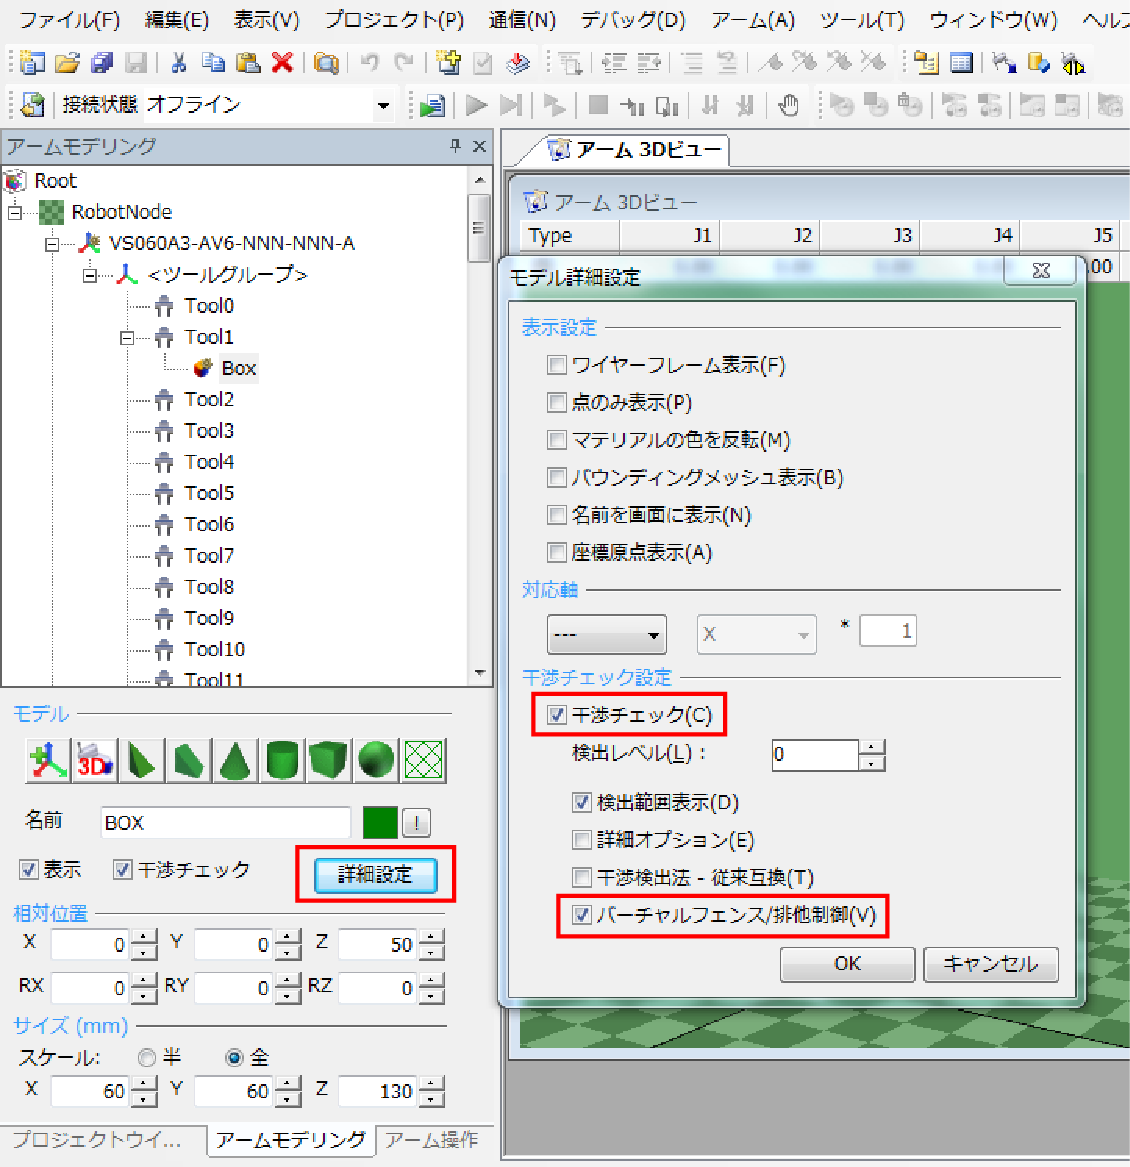 ファイル(F) 編集(E) 表示(V) プロジェクト(P) 通信(N) デバッグ(D) アーム(A) ツール(T) ウィンドウ(W) ヘルプ
接続状態 オフライン
アームモデリング
Root
RobotNode
VS060A3-AV6-NNN-NNN-A
<ツールグループ>
Tool0
Tool1
Box
Tool2
Tool3
Tool4
Tool5
Tool6
Tool7
Tool8
Tool9
Tool10
Tool11
モデル
3D
名前 BOX !
表示 干渉チェック 詳細設定
相対位置
X 0 Y 0 Z 50
RX 0 RY 0 RZ 0
サイズ (mm)
スケール: 半 全
X 60 Y 60 Z 130
プロジェクトウイ... アームモデリング アーム操作
アーム 3Dビュー
アーム 3Dビュー
Type J1 J2 J3 J4 J5
.00
モデル詳細設定
表示設定
ワイヤーフレーム表示(F)
点のみ表示(P)
マテリアルの色を反転(M)
バウンディングメッシュ表示(B)
名前を画面に表示(N)
座標原点表示(A)
対応軸
--- X * 1
干渉チェック設定
干渉チェック(C)
検出レベル(L) : 0
検出範囲表示(D)
詳細オプション(E)
干渉検出法 - 従来互換(T)
バーチャルフェンス/排他制御(V)
OK キャンセル